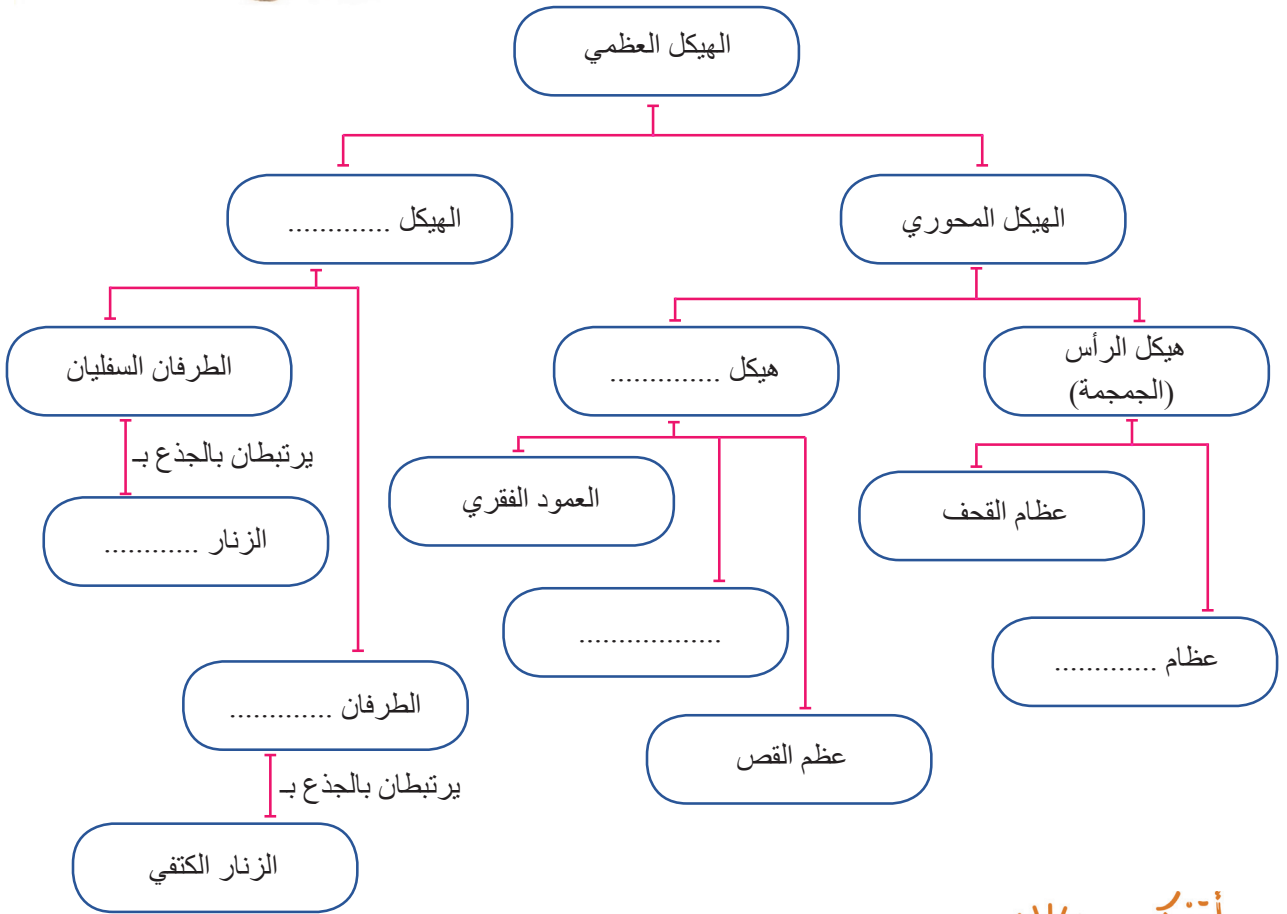 الهيكل العظمي
الهيكل المحوري
الهيكل .............
هيكل الرأس
(الجمجمة)
هيكل ..............
الطرفان السفليان
يرتبطان بالجذع بـ
العمود الفقري
عظام القحف
الزنار ............
..................
عظام .............
الطرفان .............
عظم القص
يرتبطان بالجذع بـ
الزنار الكتفي